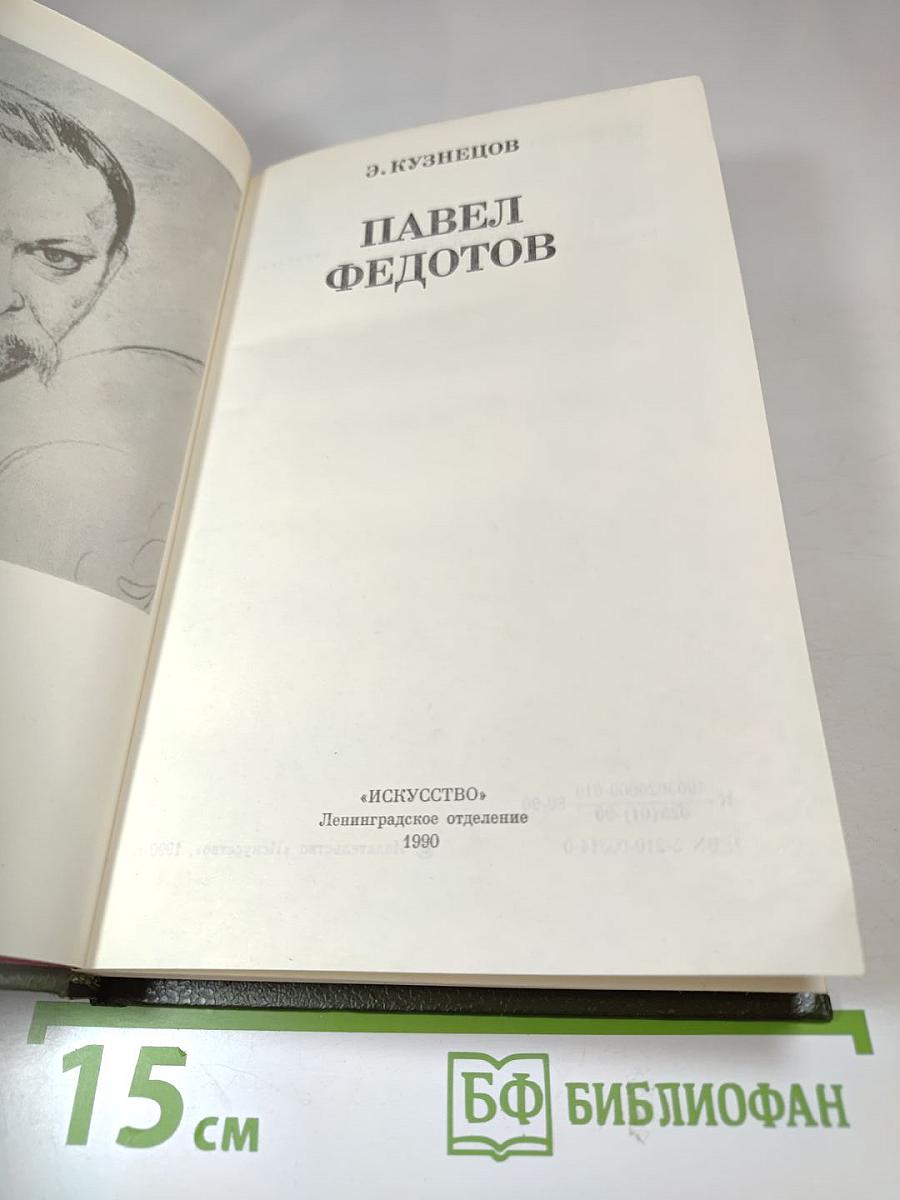 Э. КУЗНЕЦОВ
ПАВЕЛ
ФЕДОТОВ
«ИСКУССТВО»
Ленинградское отделение
1990
15 см
БФ БИБЛИОФАН